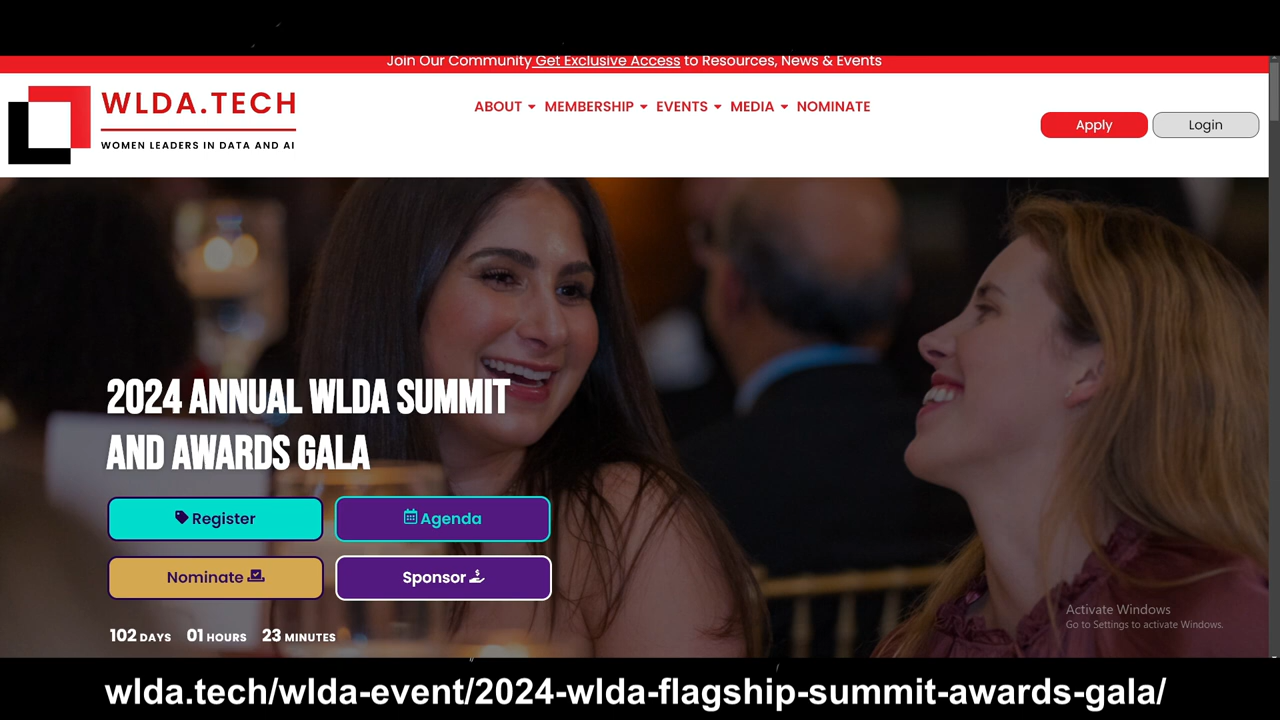 Join Our Community Get Exclusive Access to Resources, News & Events
WLDA.TECH
WOMEN LEADERS IN DATA AND AI
ABOUT MEMBERSHIP EVENTS MEDIA NOMINATE
Apply Login
2024 ANNUAL WLDA SUMMIT
AND AWARDS GALA
Register Agenda
Nominate Sponsor
102 DAYS 01 HOURS 23 MINUTES
Activate Windows
Go to Settings to activate Windows.
wlda.tech/wlda-event/2024-wlda-flagship-summit-awards-gala/